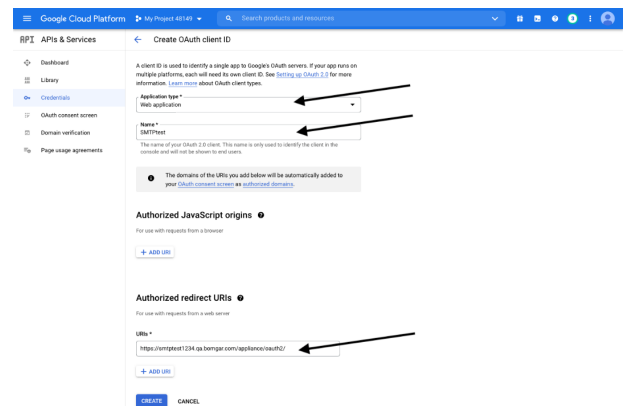 Google Cloud Platform
My Project 48149
Search products and resources
3
API APIs & Services
Create OAuth client ID
Dashboard
Library
Credentials
OAuth consent screen
Domain verification
Page usage agreements
A client ID is used to identify a single app to Google's OAuth servers. If your app runs on
multiple platforms, each will need its own client ID. See Setting up OAuth 2.0 for more
information. Learn more about OAuth client types.
Application type *
Web application
Name *
SMTPtest
The name of your OAuth 2.0 client. This name is only used to identify the client in the
console and will not be shown to end users.
The domains of the URIs you add below will be automatically added to
your OAuth consent screen as authorized domains.
Authorized JavaScript origins
For use with requests from a browser
+ ADD URI
Authorized redirect URIs
For use with requests from a web server
URIs *
https://smtptest1234.qa.bomgar.com/appliance/oauth2/
+ ADD URI
CREATE CANCEL